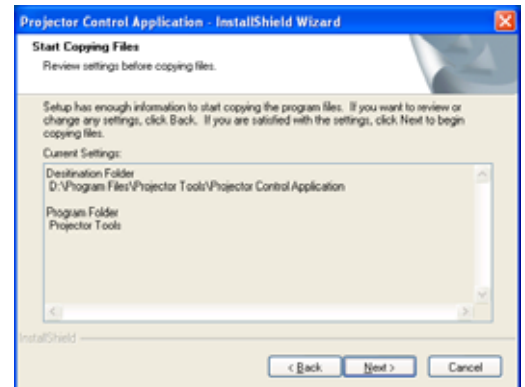 Projector Control Application - InstallShield Wizard
Start Copying Files
Review settings before copying files.
Setup has enough information to start copying the program files. If you want to review or
change any settings, click Back. If you are satisfied with the settings, click Next to begin
copying files.
Current Settings:
Desitination Folder
D:\Program Files\Projector Tools\Projector Control Application
Program Folder
Projector Tools
InstallShield
< Back
Next >
Cancel